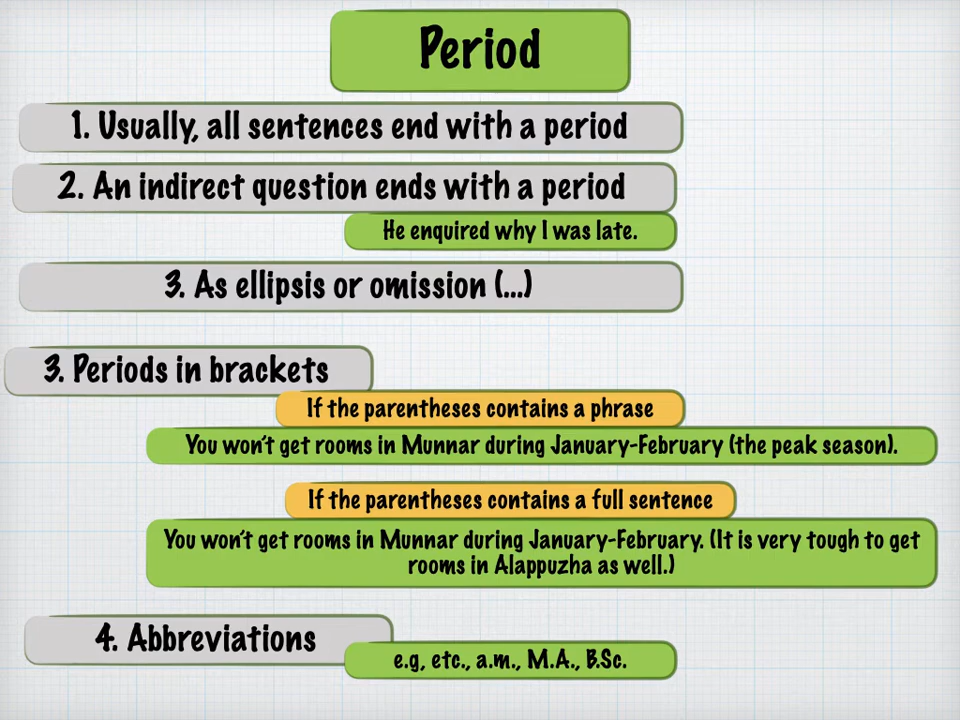 Period
1. Usually, all sentences end with a period
2. An indirect question ends with a period
He enquired why I was late.
3. As ellipsis or omission (...)
3. Periods in brackets
If the parentheses contains a phrase
You won't get rooms in Munnar during January-February (the peak season).
If the parentheses contains a full sentence
You won't get rooms in Munnar during January-February. (It is very tough to get
rooms in Alappuzha as well.)
4. Abbreviations
e.g, etc., a.m., M.A., B.Sc.